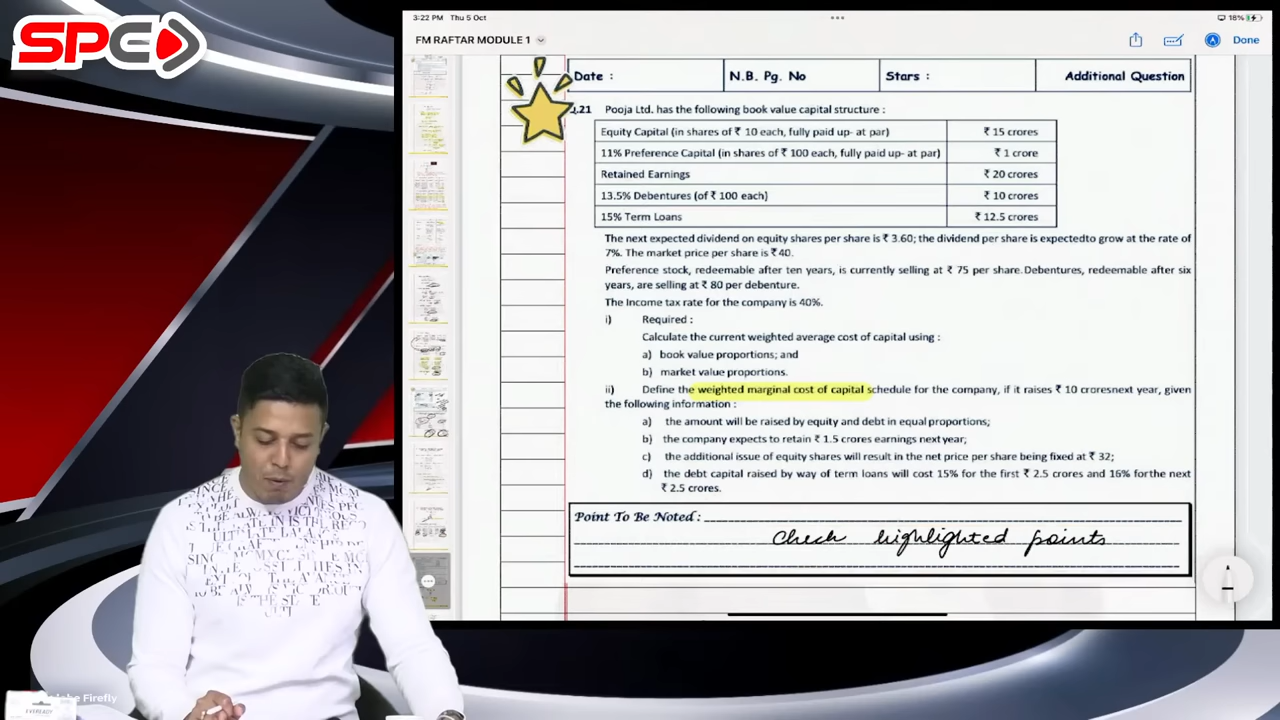 SPC
3:22 PM Thu 5 Oct
18%
FM RAFTAR MODULE 1
Done
Date :
N.B. Pg. No
Stars :
Additional Question
.21 Pooja Ltd. has the following book value capital structure :
Equity Capital (in shares of ₹ 10 each, fully paid up- at par) ₹ 15 crores
11% Preference Capital (in shares of ₹ 100 each, fully paid up- at par) ₹ 1 crore
Retained Earnings ₹ 20 crores
13.5% Debentures (of ₹ 100 each) ₹ 10 crores
15% Term Loans ₹ 12.5 crores
The next expected dividend on equity shares per share is ₹ 3.60; the dividend per share is expectedto grow at the rate of
7%. The market price per share is ₹ 40.
Preference stock, redeemable after ten years, is currently selling at ₹ 75 per share. Debentures, redeemable after six
years, are selling at ₹ 80 per debenture.
The Income tax rate for the company is 40%.
i) Required :
Calculate the current weighted average cost of capital using :
a) book value proportions; and
b) market value proportions.
ii) Define the weighted marginal cost of capital schedule for the company, if it raises ₹ 10 croresnext year, given
the following information :
a) the amount will be raised by equity and debt in equal proportions;
b) the company expects to retain ₹ 1.5 crores earnings next year;
c) the additional issue of equity shares will result in the net price per share being fixed at ₹ 32;
d) the debt capital raised by way of term loans will cost 15% for the first ₹ 2.5 crores and 16% forthe next
₹ 2.5 crores.
Point To Be Noted :
Check highlighted points
Firefly
EVEREADY